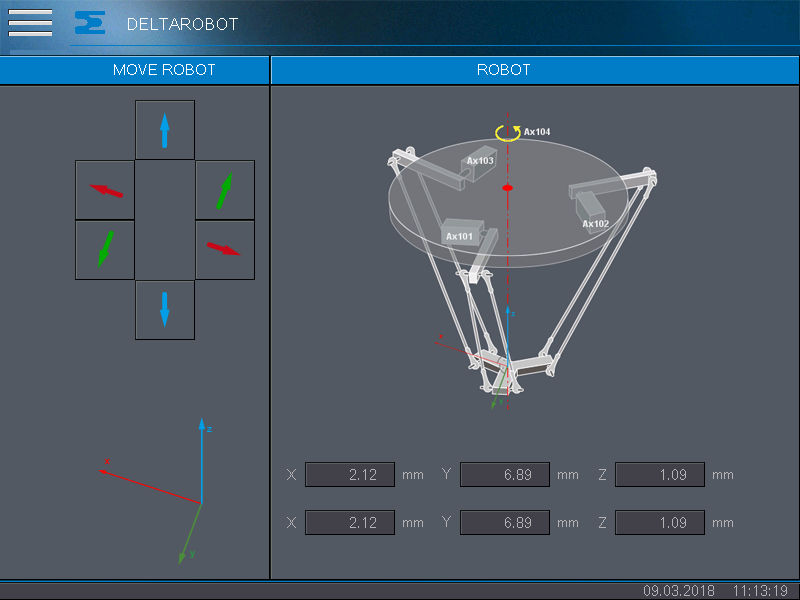 DELTAROBOT
MOVE ROBOT
ROBOT
Ax104
Ax103
Ax102
Ax101
z
x
y
z
x
y
X 2.12 mm Y 6.89 mm Z 1.09 mm
X 2.12 mm Y 6.89 mm Z 1.09 mm
09.03.2018 11:13:19